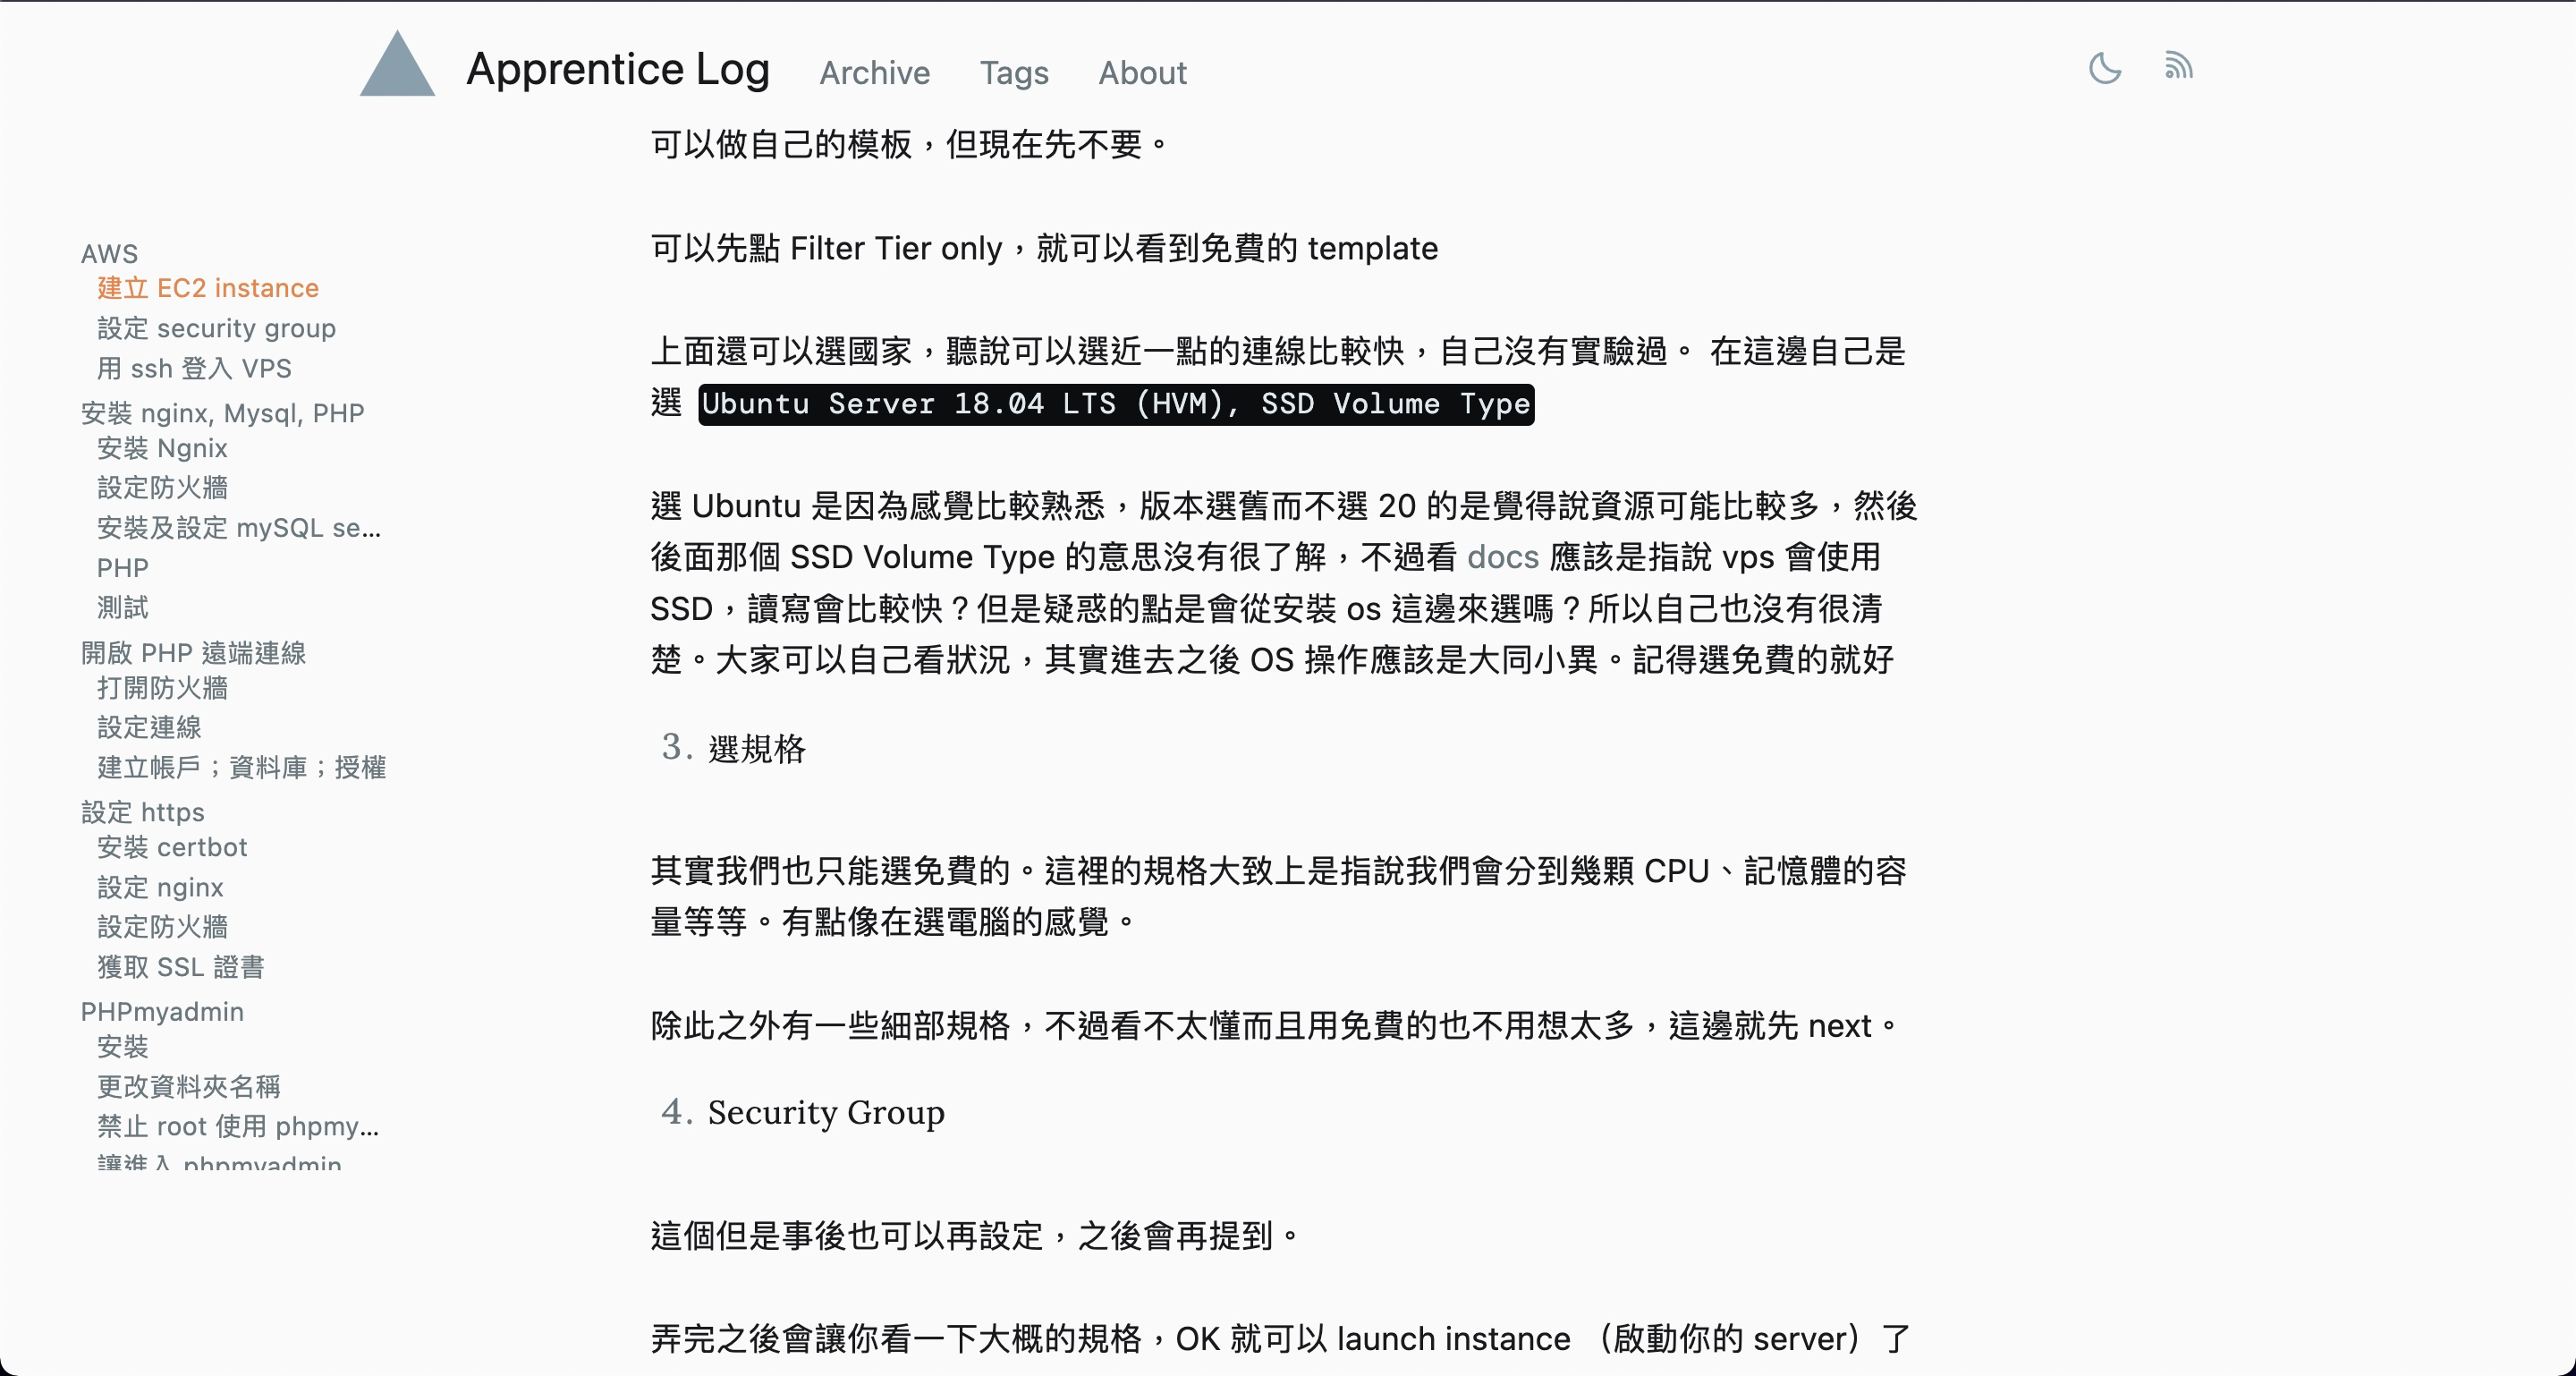 Apprentice Log
Archive
Tags
About
AWS
建立 EC2 instance
設定 security group
用 ssh 登入 VPS
安裝 nginx, Mysql, PHP
安裝 Ngnix
設定防火牆
安裝及設定 mySQL se...
PHP
測試
開啟 PHP 遠端連線
打開防火牆
設定連線
建立帳戶；資料庫；授權
設定 https
安裝 certbot
設定 nginx
設定防火牆
獲取 SSL 證書
PHPmyadmin
安裝
更改資料夾名稱
禁止 root 使用 phpmy...
讓進入 phpmyadmin
可以做自己的模板，但現在先不要。
可以先點 Filter Tier only，就可以看到免費的 template
上面還可以選國家，聽說可以選近一點的連線比較快，自己沒有實驗過。 在這邊自己是
選 Ubuntu Server 18.04 LTS (HVM), SSD Volume Type
選 Ubuntu 是因為感覺比較熟悉，版本選舊而不選 20 的是覺得說資源可能比較多，然後
後面那個 SSD Volume Type 的意思沒有很了解，不過看 docs 應該是指說 vps 會使用
SSD，讀寫會比較快？但是疑惑的點是會從安裝 os 這邊來選嗎？所以自己也沒有很清
楚。大家可以自己看狀況，其實進去之後 OS 操作應該是大同小異。記得選免費的就好
3. 選規格
其實我們也只能選免費的。這裡的規格大致上是指說我們會分到幾顆 CPU、記憶體的容
量等等。有點像在選電腦的感覺。
除此之外有一些細部規格，不過看不太懂而且用免費的也不用想太多，這邊就先 next。
4. Security Group
這個但是事後也可以再設定，之後會再提到。
弄完之後會讓你看一下大概的規格，OK 就可以 launch instance （啟動你的 server）了